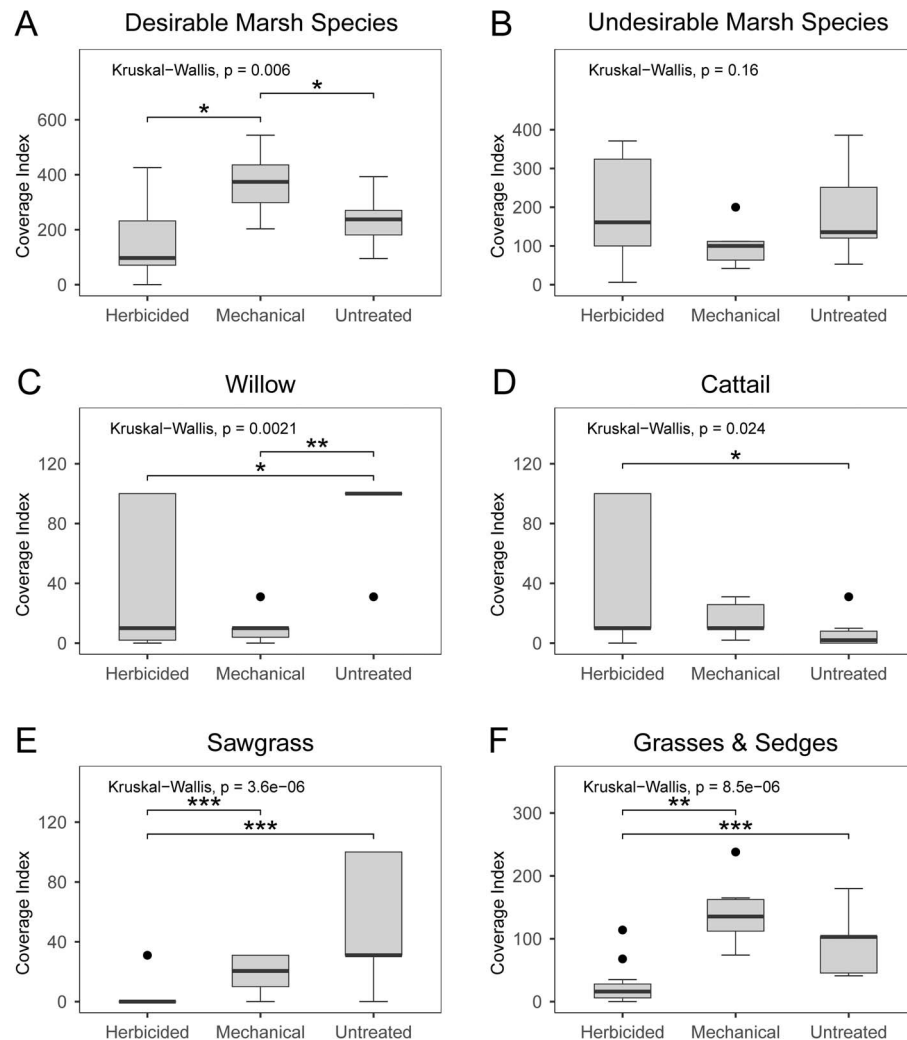 A Desirable Marsh Species
Kruskal−Wallis, p = 0.006
*
*
Coverage Index
600
400
200
0
Herbicided Mechanical Untreated
B Undesirable Marsh Species
Kruskal−Wallis, p = 0.16
Coverage Index
400
300
200
100
0
Herbicided Mechanical Untreated
C Willow
Kruskal−Wallis, p = 0.0021
**
*
Coverage Index
120
80
40
0
Herbicided Mechanical Untreated
D Cattail
Kruskal−Wallis, p = 0.024
*
Coverage Index
120
80
40
0
Herbicided Mechanical Untreated
E Sawgrass
Kruskal−Wallis, p = 3.6e−06
***
***
Coverage Index
120
80
40
0
Herbicided Mechanical Untreated
F Grasses & Sedges
Kruskal−Wallis, p = 8.5e−06
**
***
Coverage Index
300
200
100
0
Herbicided Mechanical Untreated